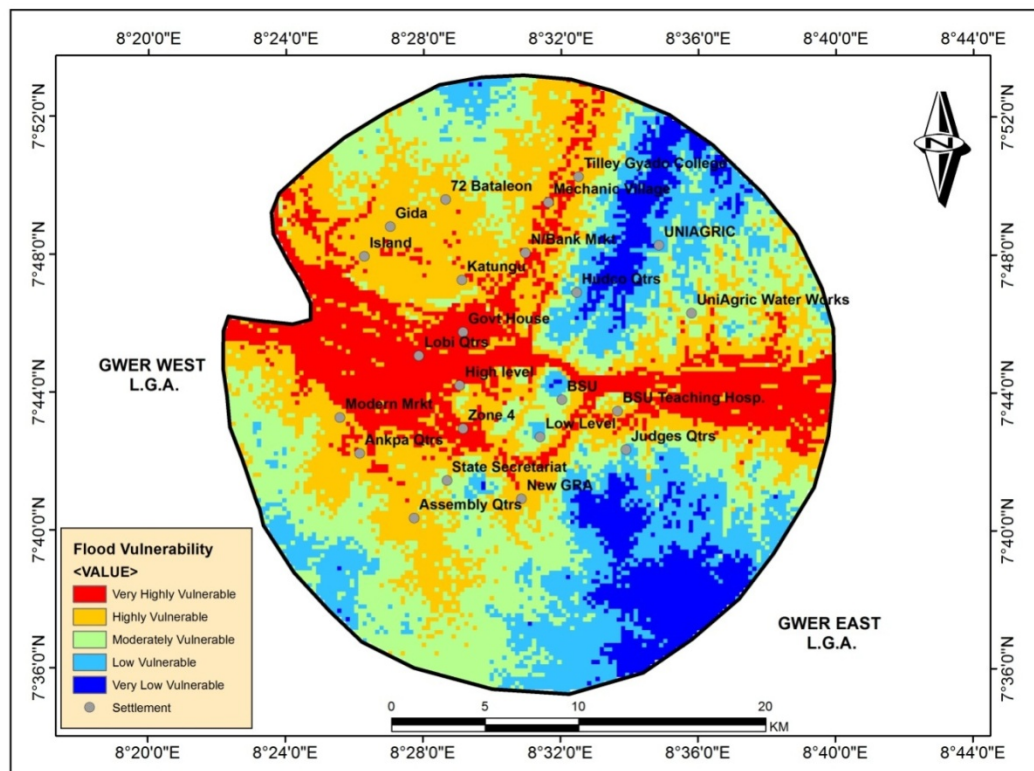 8°20'0"E 8°24'0"E 8°28'0"E 8°32'0"E 8°36'0"E 8°40'0"E 8°44'0"E
7°52'0"N
7°52'0"N
N
Tilley Gyado College
72 Bataleon
Mechanic Village
Gida
UNIAGRIC
N/Bank Mrkt
Island
7°48'0"N
7°48'0"N
Katungu
Hudco Qtrs
UniAgric Water Works
Govt House
Lobi Qtrs
GWER WEST
L.G.A.
High level
BSU
7°44'0"N
7°44'0"N
BSU Teaching Hosp.
Modern Mrkt
Zone 4
Low Level
Ankpa Qtrs
Judges Qtrs
State Secretariat
New GRA
Assembly Qtrs
7°40'0"N
7°40'0"N
Flood Vulnerability
<VALUE>
Very Highly Vulnerable
Highly Vulnerable
Moderately Vulnerable
Low Vulnerable
Very Low Vulnerable
Settlement
GWER EAST
L.G.A.
7°36'0"N
7°36'0"N
0 5 10 20
KM
8°20'0"E 8°24'0"E 8°28'0"E 8°32'0"E 8°36'0"E 8°40'0"E 8°44'0"E